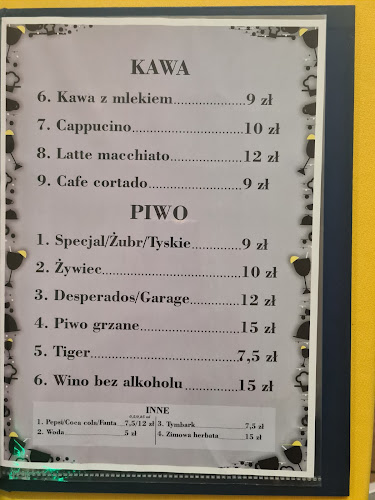 KAWA
6. Kawa z mlekiem..................9 zł
7. Cappucino............................10 zł
8. Latte macchiato...................12 zł
9. Cafe cortado........................9 zł
PIWO
1. Specjal/Żubr/Tyskie............9 zł
2. Żywiec..................................10 zł
3. Desperados/Garage............12 zł
4. Piwo grzane.........................15 zł
5. Tiger.....................................7,5 zł
6. Wino bez alkoholu.............15 zł
INNE
1. Pepsi/Coca cola/Fanta...7,5/12 zł
2. Woda..............................5 zł
3. Tymbark....................7,5 zł
4. Zimowa herbata.........15 zł